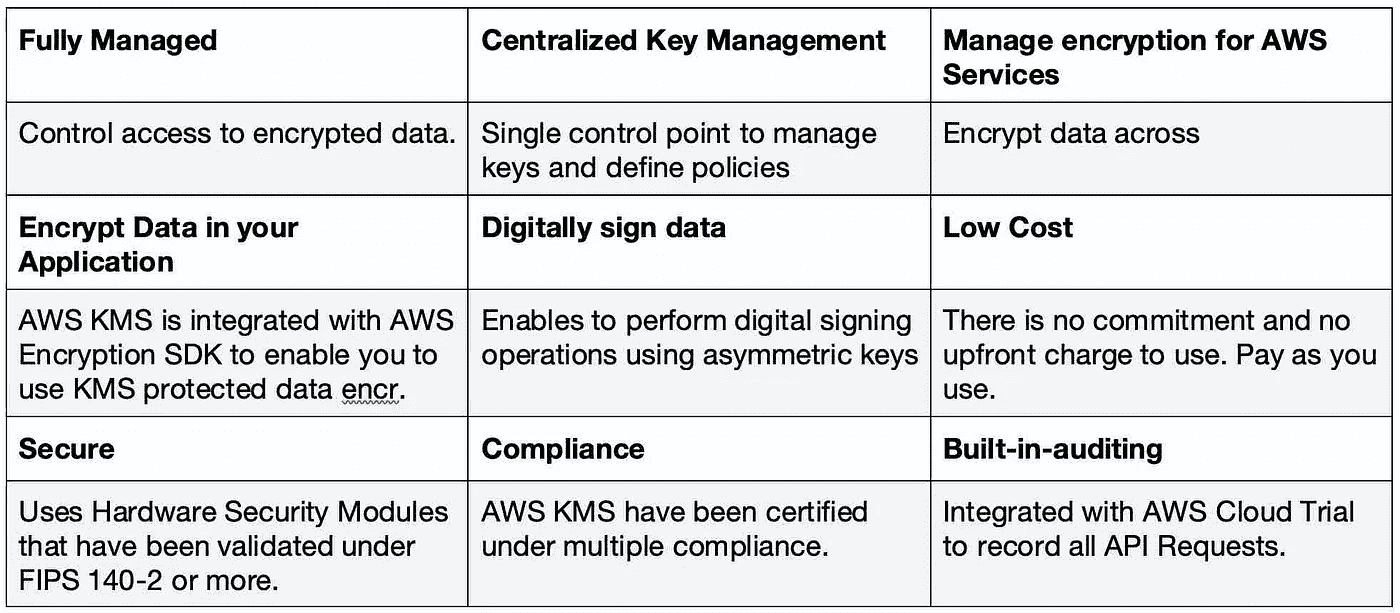 Fully Managed
Centralized Key Management
Manage encryption for AWS
Services
Control access to encrypted data.
Single control point to manage
keys and define policies
Encrypt data across
Encrypt Data in your
Application
Digitally sign data
Low Cost
AWS KMS is integrated with AWS
Encryption SDK to enable you to
use KMS protected data encr.
Enables to perform digital signing
operations using asymmetric keys
There is no commitment and no
upfront charge to use. Pay as you
use.
Secure
Compliance
Built-in-auditing
Uses Hardware Security Modules
that have been validated under
FIPS 140-2 or more.
AWS KMS have been certified
under multiple compliance.
Integrated with AWS Cloud Trial
to record all API Requests.